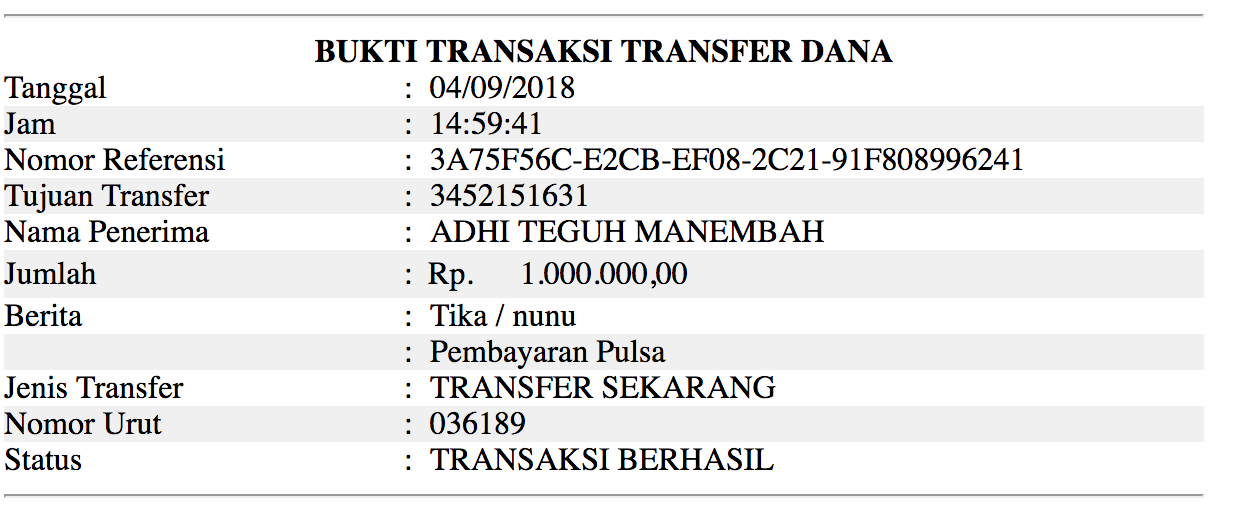 BUKTI TRANSAKSI TRANSFER DANA
Tanggal : 04/09/2018
Jam : 14:59:41
Nomor Referensi : 3A75F56C-E2CB-EF08-2C21-91F808996241
Tujuan Transfer : 3452151631
Nama Penerima : ADHI TEGUH MANEMBAH
Jumlah : Rp. 1.000.000,00
Berita : Tika / nunu
: Pembayaran Pulsa
Jenis Transfer : TRANSFER SEKARANG
Nomor Urut : 036189
Status : TRANSAKSI BERHASIL